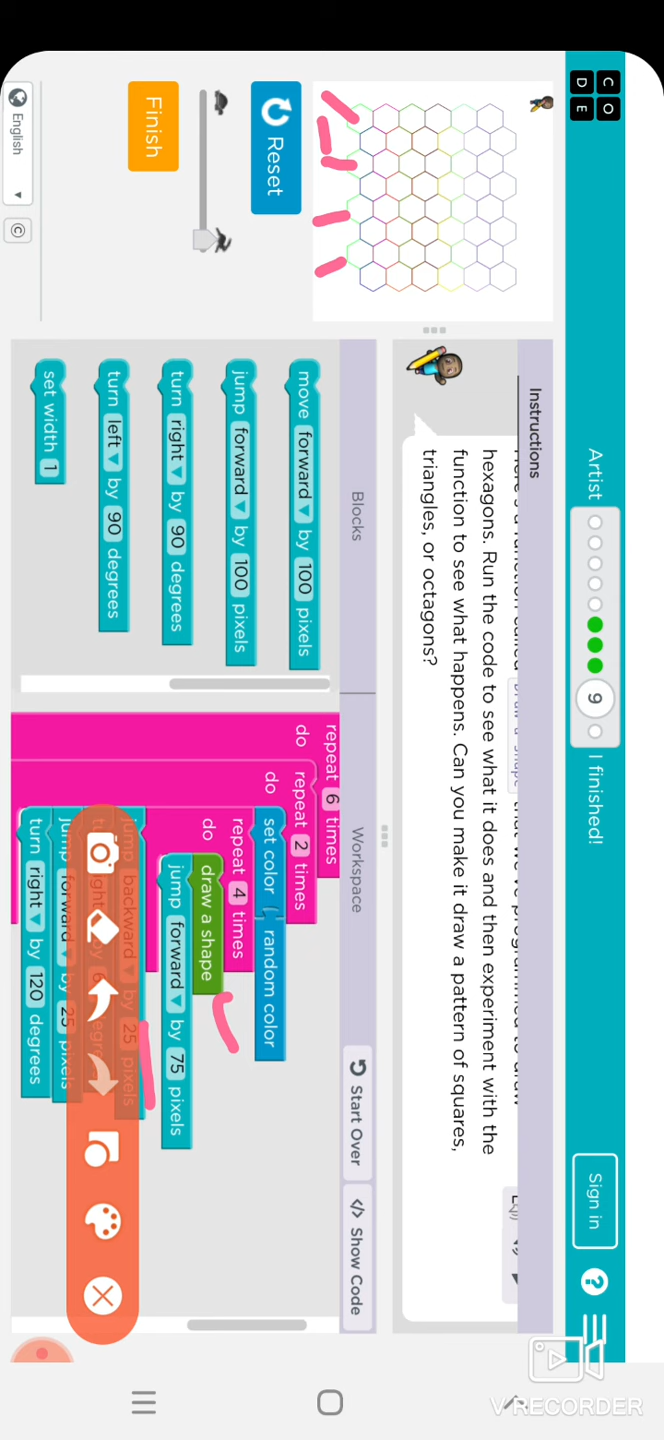 C O
D E
Artist
9
I finished!
Sign in
?
Instructions
hexagons. Run the code to see what it does and then experiment with the
function to see what happens. Can you make it draw a pattern of squares,
triangles, or octagons?
Reset
Finish
English
©
Blocks
move forward by 100 pixels
jump forward by 100 pixels
turn right by 90 degrees
turn left by 90 degrees
set width 1
Workspace
Start Over
Show Code
repeat 6 times
do repeat 2 times
do set color random color
repeat 4 times
do draw a shape
jump forward by 75 pixels
jump backward by 25 pixels
jump forward by 25 pixels
turn right by 120 degrees
V RECORDER